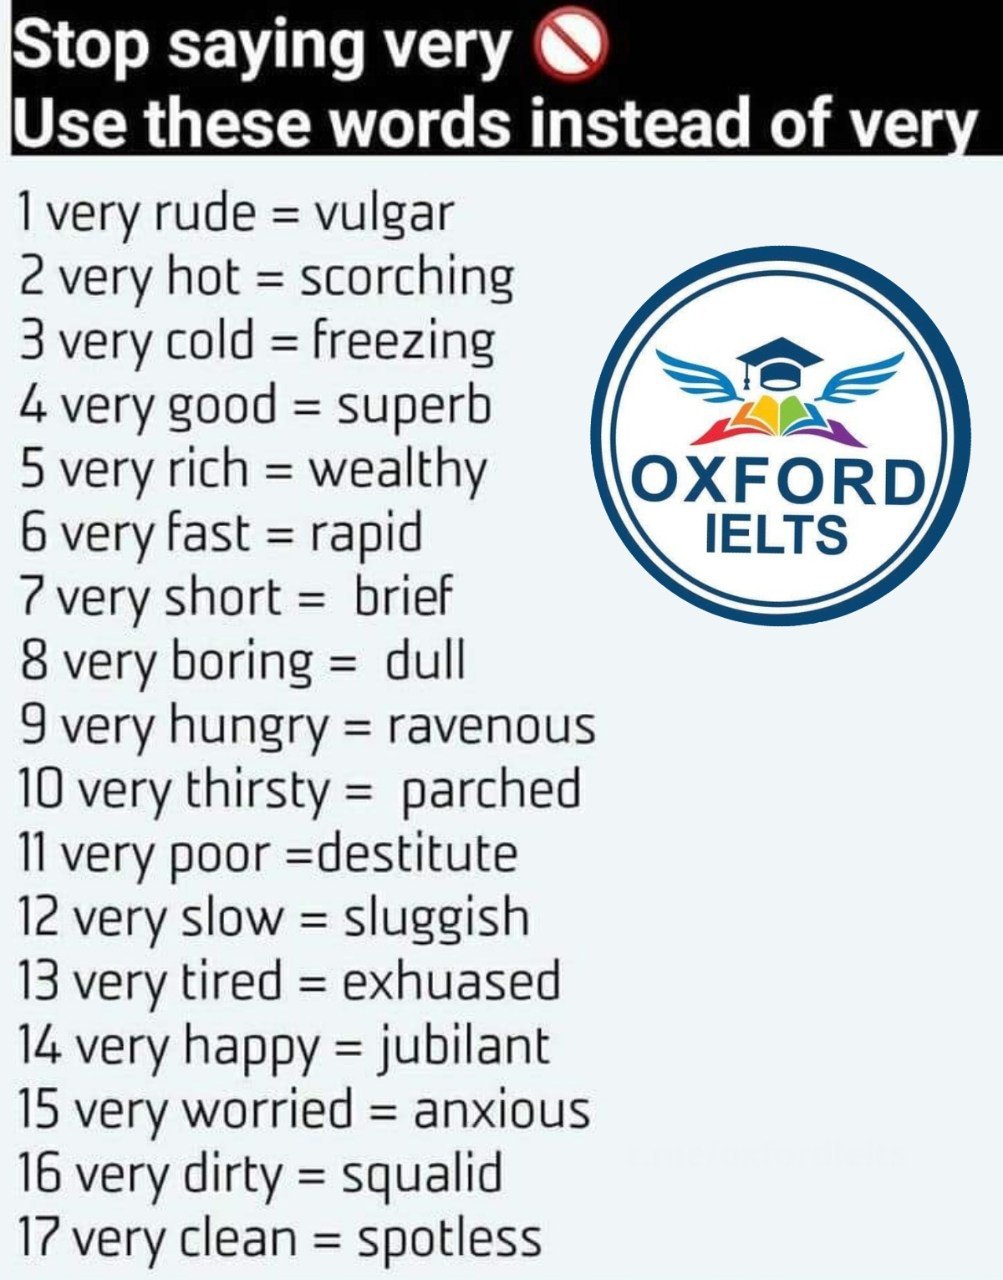 Stop saying very 🚫
Use these words instead of very
1 very rude = vulgar
2 very hot = scorching
3 very cold = freezing
4 very good = superb
5 very rich = wealthy
6 very fast = rapid
7 very short = brief
8 very boring = dull
9 very hungry = ravenous
10 very thirsty = parched
11 very poor =destitute
12 very slow = sluggish
13 very tired = exhuased
14 very happy = jubilant
15 very worried = anxious
16 very dirty = squalid
17 very clean = spotless
OXFORD
IELTS